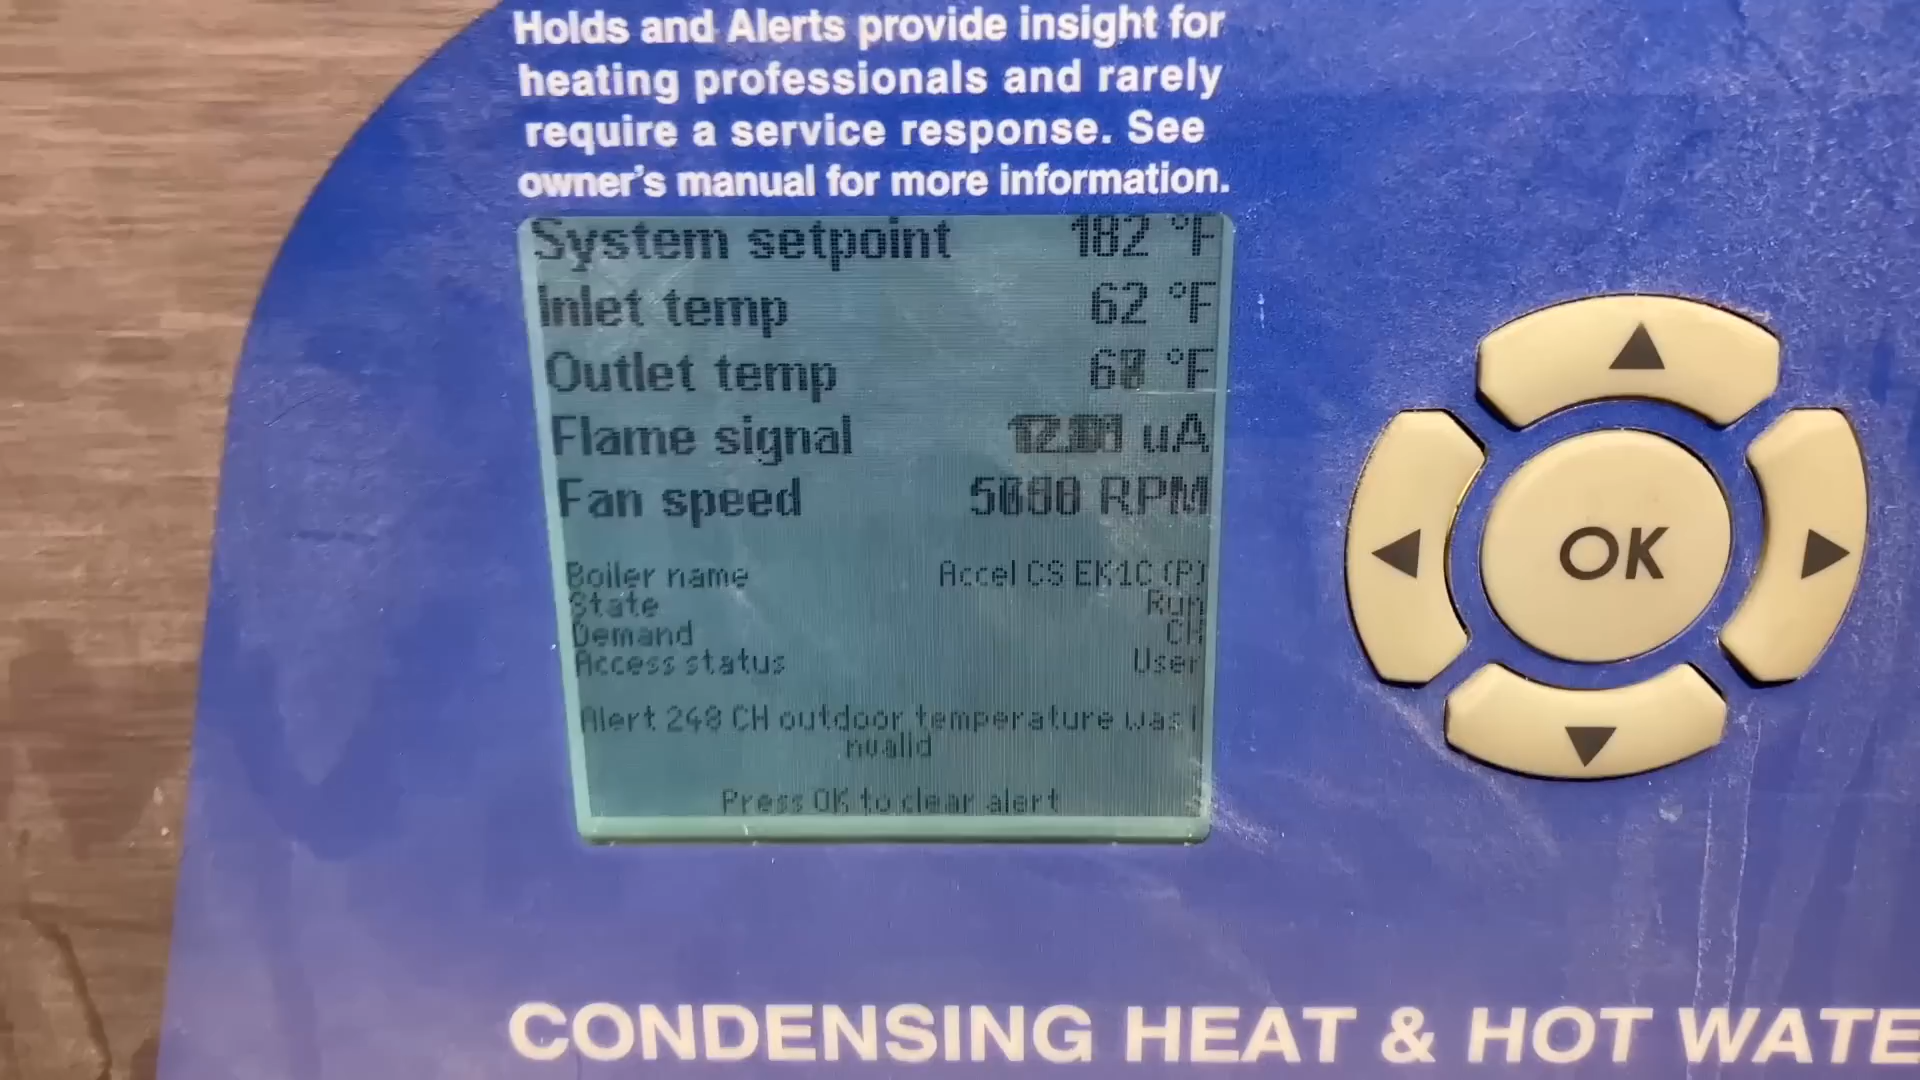 Holds and Alerts provide insight for
heating professionals and rarely
require a service response. See
owner's manual for more information.
System setpoint 182 °F
Inlet temp 62 °F
Outlet temp °F
Flame signal uA
Fan speed RPM
Boiler name Accel CS EK1C (P)
State Run
Demand CH
Access status User
Alert 248 CH outdoor temperature was i
nvalid
Press OK to clear alert
OK
CONDENSING HEAT & HOT WATE